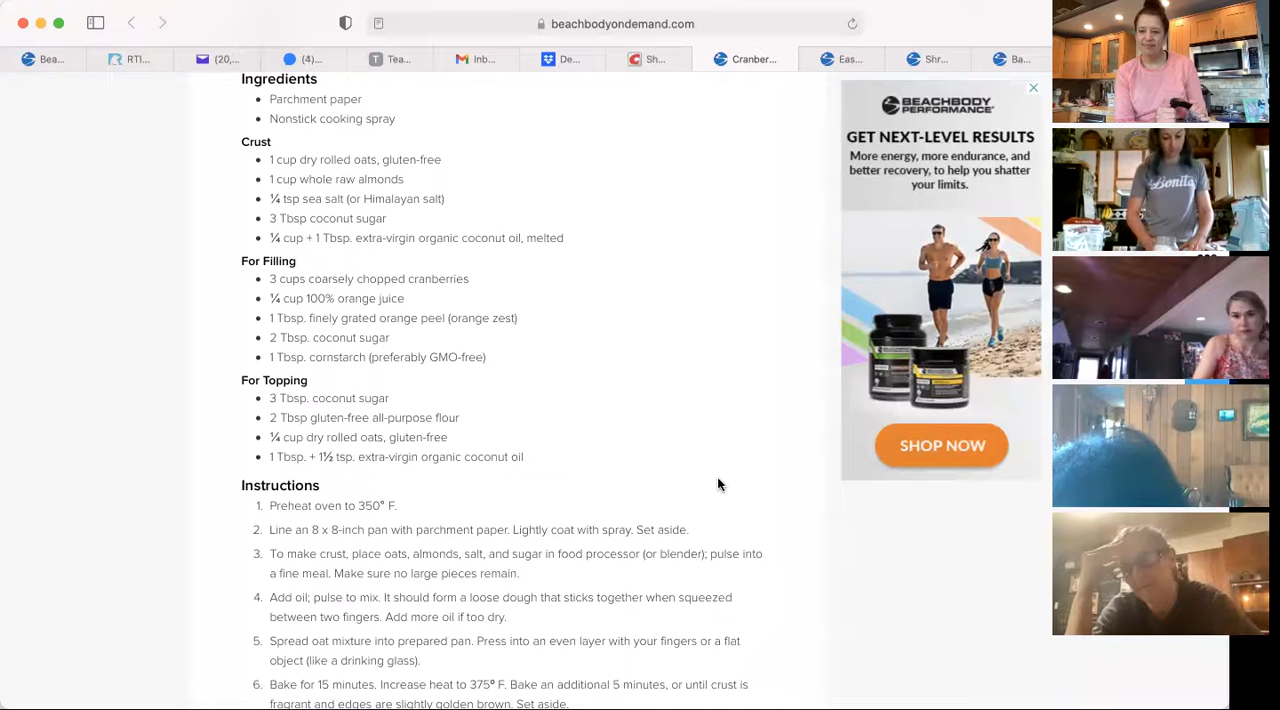 beachbodyondemand.com
Bea...
RTI...
(20,...
(4)...
Tea...
Inb...
De...
Sh...
Cranber...
Eas...
Shr...
Ba...
Ingredients
Parchment paper
Nonstick cooking spray
Crust
1 cup dry rolled oats, gluten-free
1 cup whole raw almonds
¼ tsp sea salt (or Himalayan salt)
3 Tbsp coconut sugar
¼ cup + 1 Tbsp. extra-virgin organic coconut oil, melted
For Filling
3 cups coarsely chopped cranberries
¼ cup 100% orange juice
1 Tbsp. finely grated orange peel (orange zest)
2 Tbsp. coconut sugar
1 Tbsp. cornstarch (preferably GMO-free)
For Topping
3 Tbsp. coconut sugar
2 Tbsp gluten-free all-purpose flour
¼ cup dry rolled oats, gluten-free
1 Tbsp. + 1½ tsp. extra-virgin organic coconut oil
Instructions
1. Preheat oven to 350° F.
2. Line an 8 x 8-inch pan with parchment paper. Lightly coat with spray. Set aside.
3. To make crust, place oats, almonds, salt, and sugar in food processor (or blender); pulse into
a fine meal. Make sure no large pieces remain.
4. Add oil; pulse to mix. It should form a loose dough that sticks together when squeezed
between two fingers. Add more oil if too dry.
5. Spread oat mixture into prepared pan. Press into an even layer with your fingers or a flat
object (like a drinking glass).
6. Bake for 15 minutes. Increase heat to 375° F. Bake an additional 5 minutes, or until crust is
fragrant and edges are slightly golden brown. Set aside.
BEACHBODY
PERFORMANCE
GET NEXT-LEVEL RESULTS
More energy, more endurance, and
better recovery, to help you shatter
your limits.
SHOP NOW
Bonita